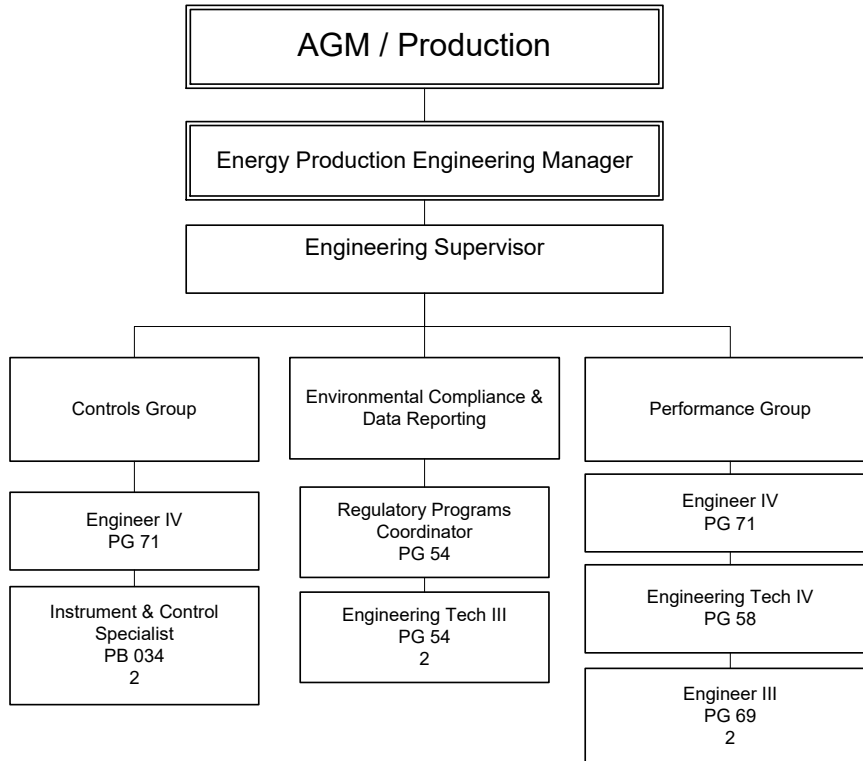 AGM / Production
Energy Production Engineering Manager
Engineering Supervisor
Controls Group
Environmental Compliance &
Data Reporting
Performance Group
Engineer IV
PG 71
Instrument & Control
Specialist
PB 034
2
Regulatory Programs
Coordinator
PG 54
Engineering Tech III
PG 54
2
Engineer IV
PG 71
Engineering Tech IV
PG 58
Engineer III
PG 69
2